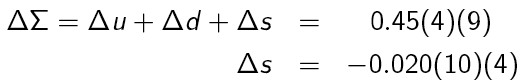 ΔΣ = Δu + Δd + Δs = 0.45(4)(9)
Δs = −0.020(10)(4)